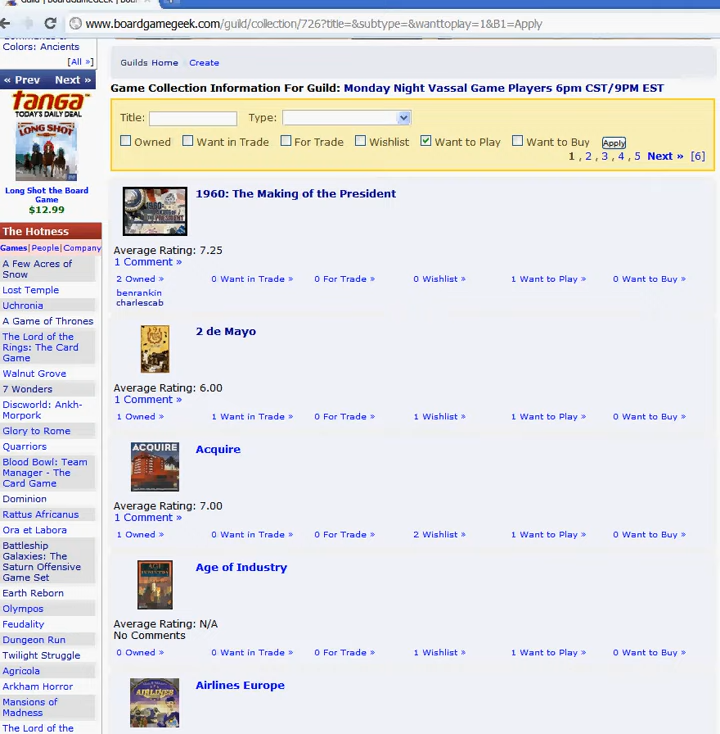 www.boardgamegeek.com/guild/collection/726?title=&subtype=&wanttoplay=1&B1=Apply
Colors: Ancients
[All »]
« Prev Next »
tanga
TODAY'S DAILY DEAL
LONG SHOT
Long Shot the Board
Game
$12.99
The Hotness
Games|People|Company
A Few Acres of
Snow
Lost Temple
Uchronia
A Game of Thrones
The Lord of the
Rings: The Card
Game
Walnut Grove
7 Wonders
Discworld: Ankh-
Morpork
Glory to Rome
Quarriors
Blood Bowl: Team
Manager - The
Card Game
Dominion
Rattus Africanus
Ora et Labora
Battleship
Galaxies: The
Saturn Offensive
Game Set
Earth Reborn
Olympos
Feudality
Dungeon Run
Twilight Struggle
Agricola
Arkham Horror
Mansions of
Madness
The Lord of the
Guilds Home Create
Game Collection Information For Guild: Monday Night Vassal Game Players 6pm CST/9PM EST
Title: Type:
Owned Want in Trade For Trade Wishlist Want to Play Want to Buy Apply
1 , 2 , 3 , 4 , 5 Next » [6]
1960: The Making of the President
Average Rating: 7.25
1 Comment »
2 Owned » 0 Want in Trade » 0 For Trade » 0 Wishlist » 1 Want to Play » 0 Want to Buy »
benrankin
charlescab
2 de Mayo
Average Rating: 6.00
1 Comment »
1 Owned » 1 Want in Trade » 0 For Trade » 1 Wishlist » 1 Want to Play » 0 Want to Buy »
ACQUIRE
Acquire
Average Rating: 7.00
1 Comment »
1 Owned » 0 Want in Trade » 0 For Trade » 2 Wishlist » 1 Want to Play » 0 Want to Buy »
Age of Industry
Average Rating: N/A
No Comments
0 Owned » 0 Want in Trade » 0 For Trade » 1 Wishlist » 1 Want to Play » 0 Want to Buy »
AIRLINES
Airlines Europe